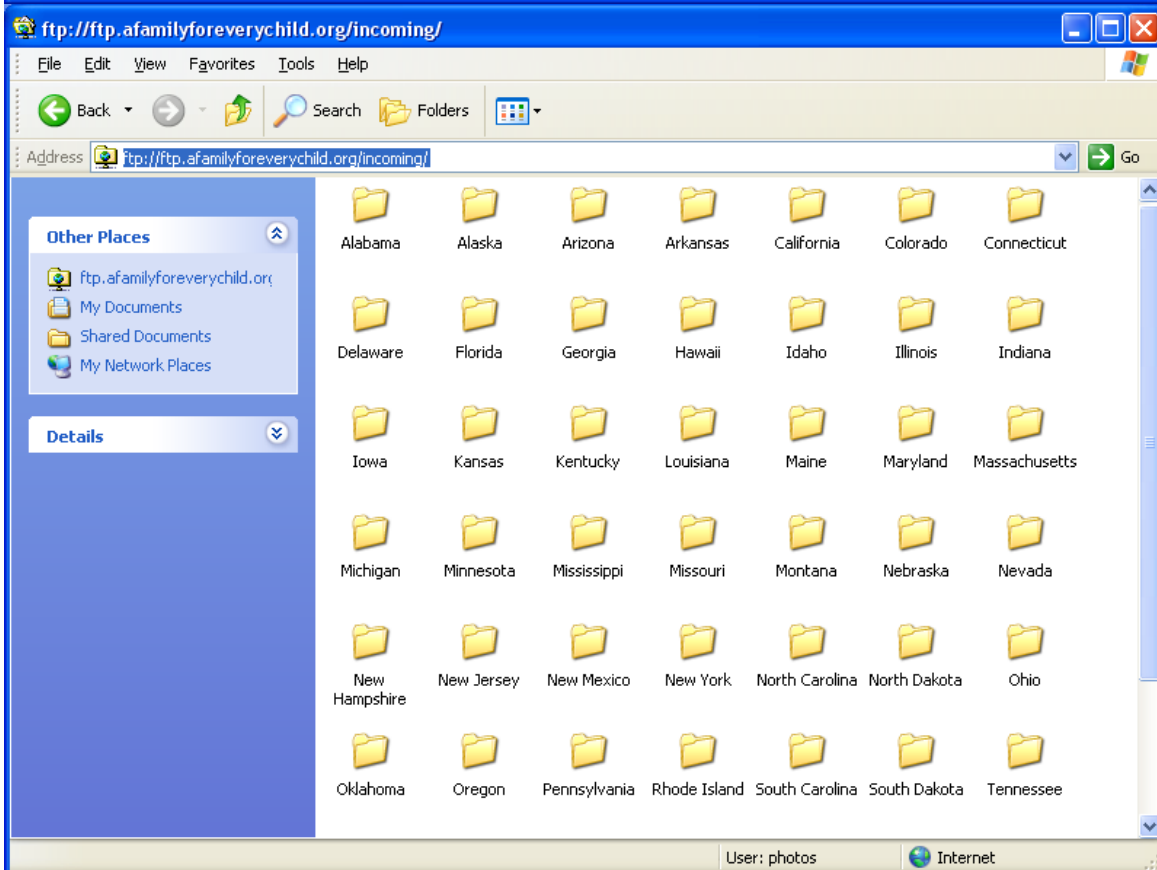 ftp://ftp.afamilyforeverychild.org/incoming/
File Edit View Favorites Tools Help
Back Search Folders
Address ftp://ftp.afamilyforeverychild.org/incoming/ Go
Other Places
ftp.afamilyforeverychild.org
My Documents
Shared Documents
My Network Places
Details
Alabama Alaska Arizona Arkansas California Colorado Connecticut
Delaware Florida Georgia Hawaii Idaho Illinois Indiana
Iowa Kansas Kentucky Louisiana Maine Maryland Massachusetts
Michigan Minnesota Mississippi Missouri Montana Nebraska Nevada
New Hampshire New Jersey New Mexico New York North Carolina North Dakota Ohio
Oklahoma Oregon Pennsylvania Rhode Island South Carolina South Dakota Tennessee
User: photos Internet